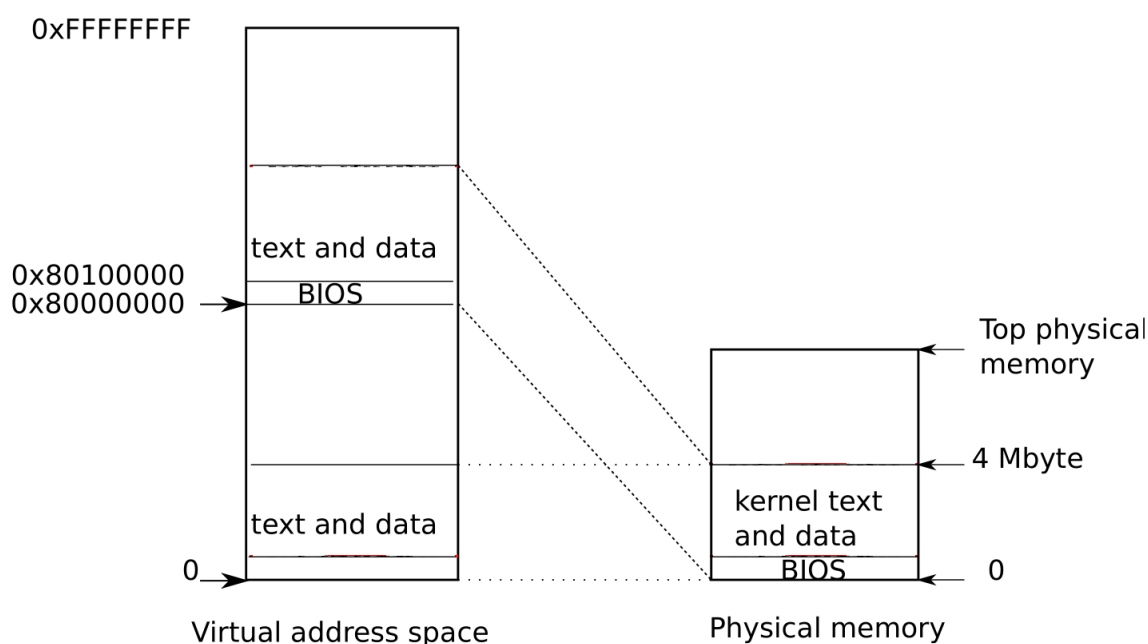 0xFFFFFFFF
text and data
0x80100000
BIOS
0x80000000
Top physical
memory
4 Mbyte
kernel text
and data
text and data
BIOS
0
0
Virtual address space
Physical memory